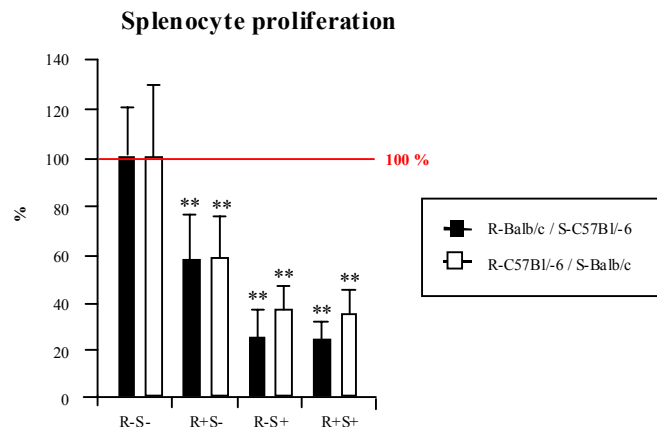 Splenocyte proliferation
140
120
100
80
60
40
20
0
%
100 %
** **
** **
** **
R-S-
R+S-
R-S+
R+S+
R-Balb/c / S-C57Bl/-6
R-C57Bl/-6 / S-Balb/c